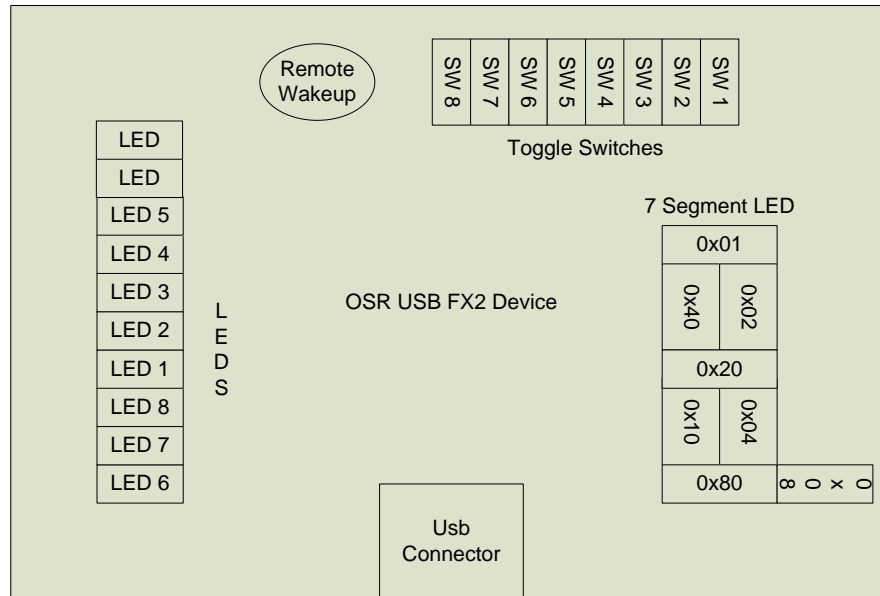 Remote
Wakeup
SW 8
SW 7
SW 6
SW 5
SW 4
SW 3
SW 2
SW 1
Toggle Switches
LED
LED
LED 5
LED 4
LED 3
LED 2
LED 1
LED 8
LED 7
LED 6
LEDS
OSR USB FX2 Device
7 Segment LED
0x01
0x40
0x02
0x20
0x10
0x04
0x80
0x08
Usb
Connector